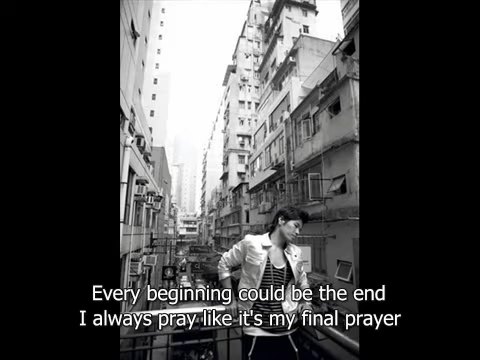 Every beginning could be the end
I always pray like it's my final prayer